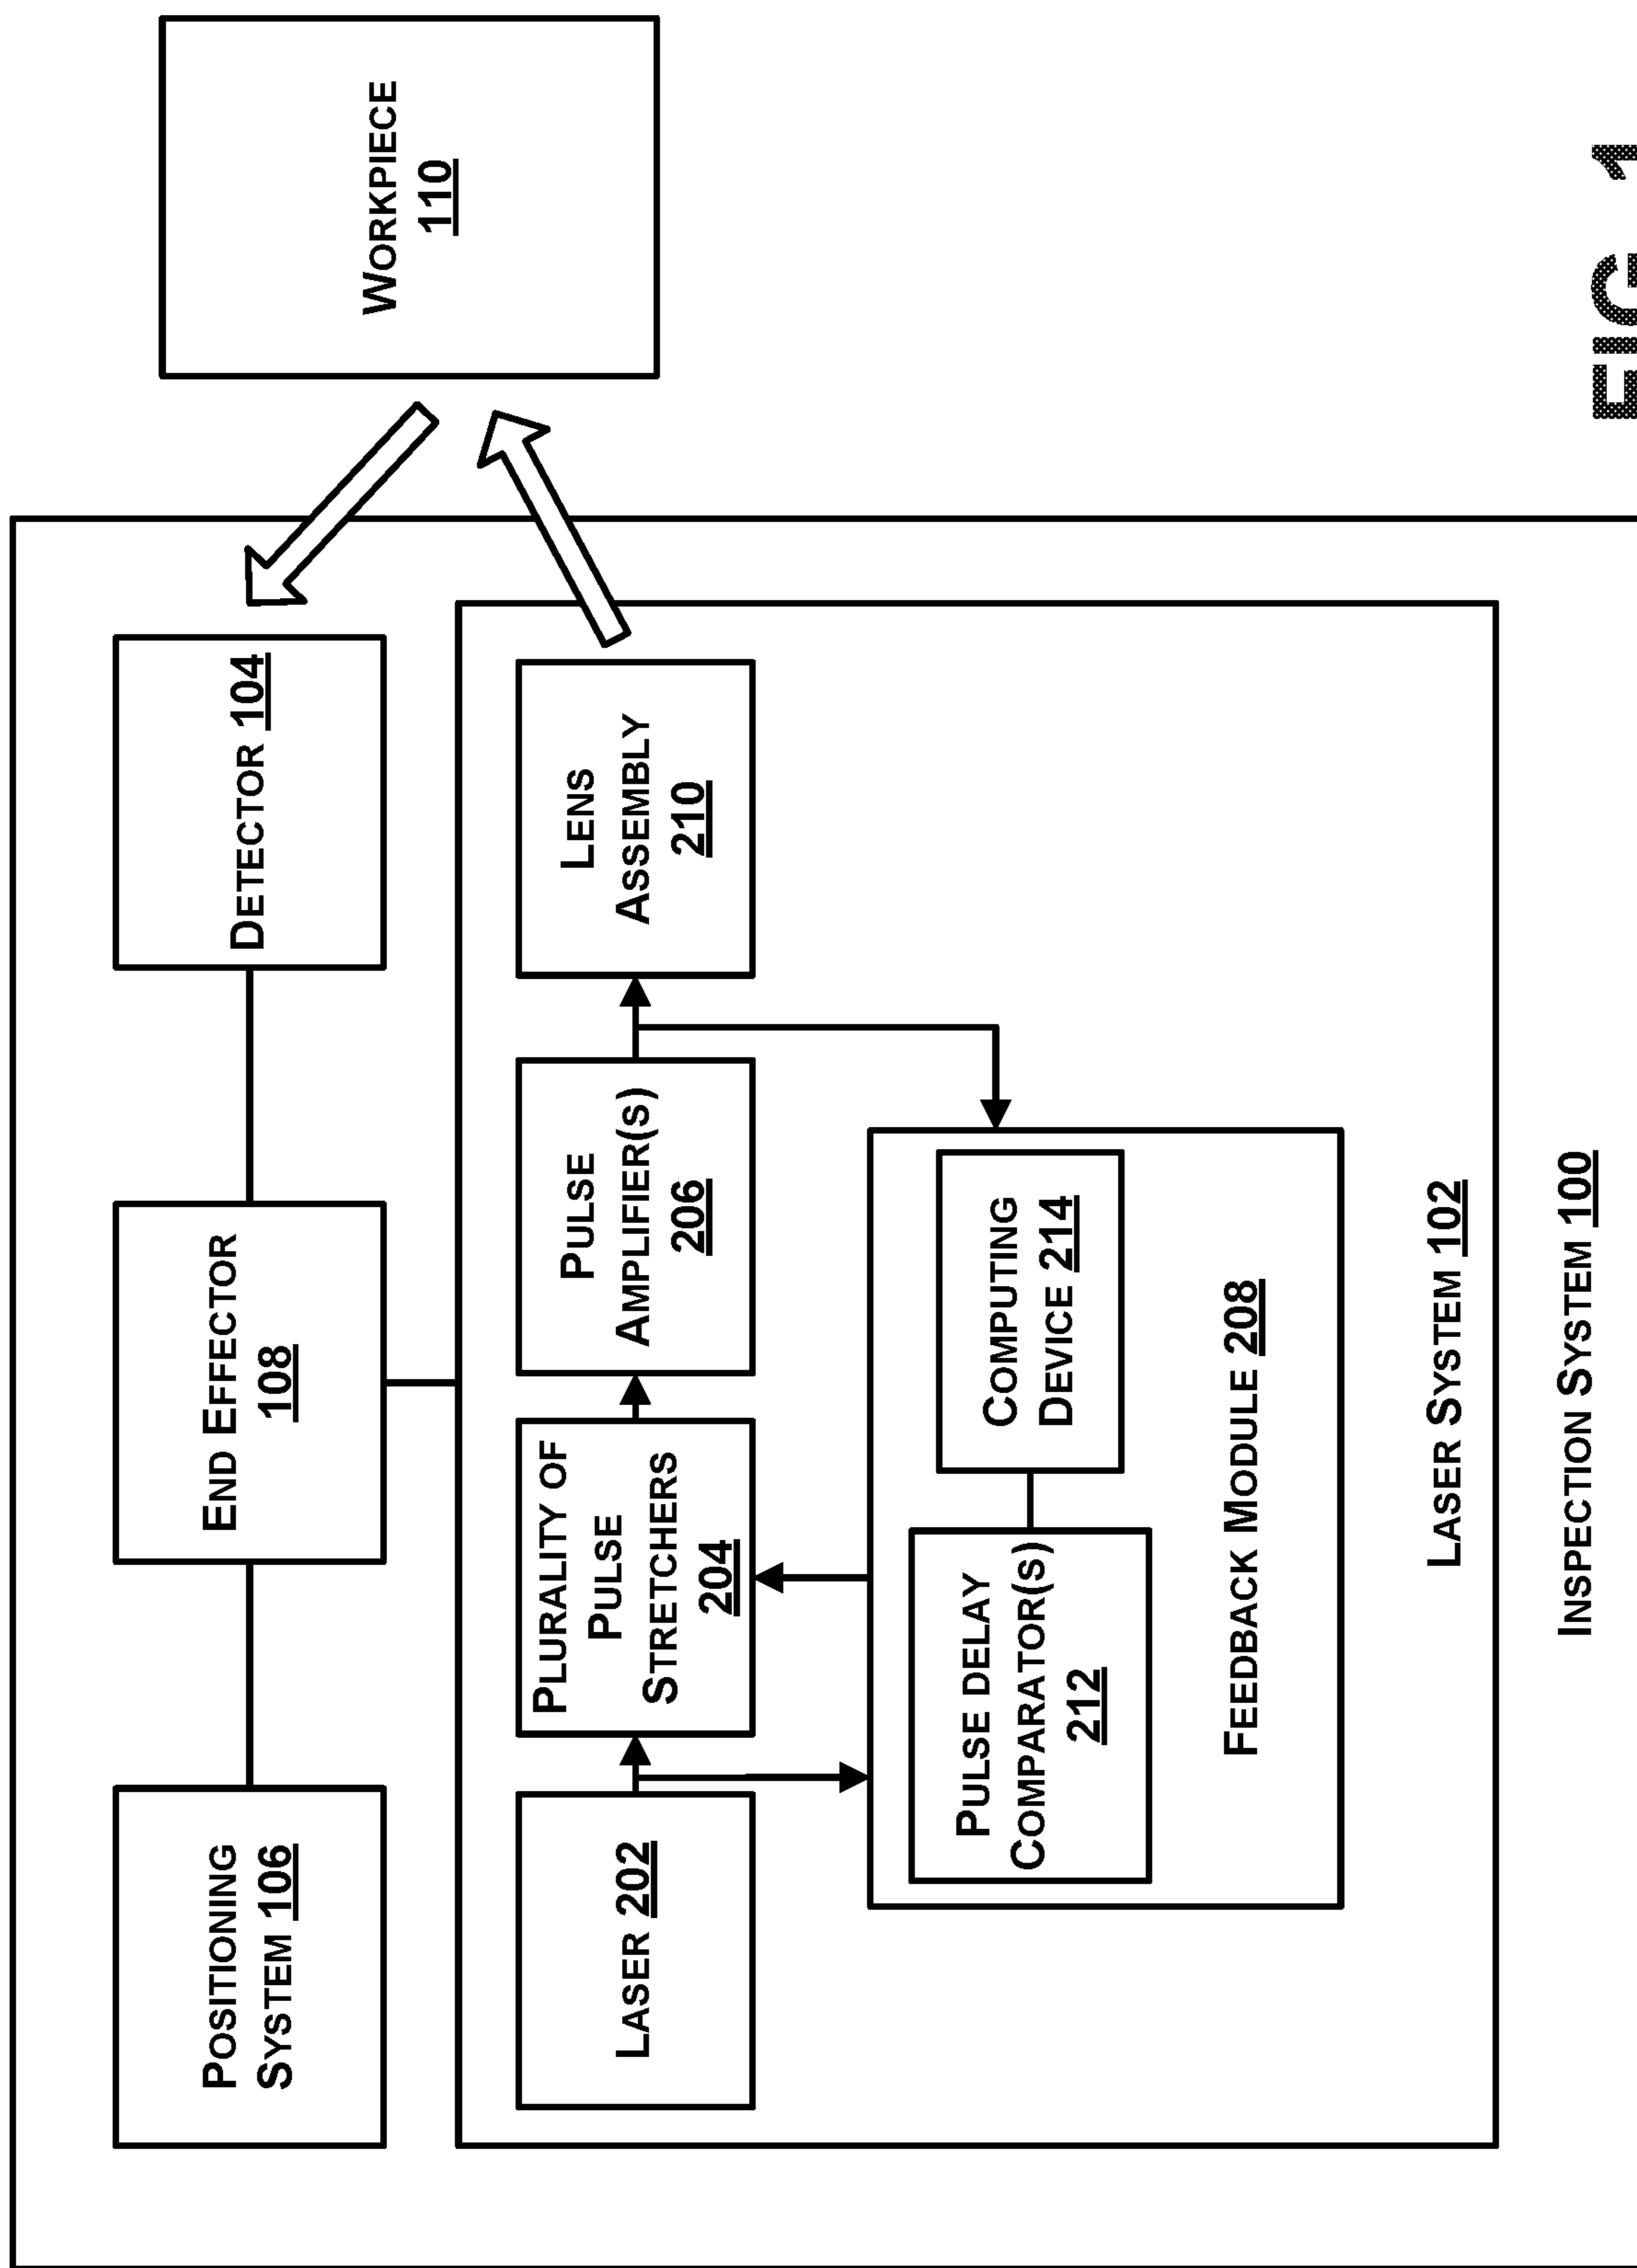 POSITIONING
SYSTEM 106
END EFFECTOR
108
DETECTOR 104
WORKPIECE
110
LASER 202
PLURALITY OF
PULSE
STRETCHERS
204
PULSE
AMPLIFIER(S)
206
LENS
ASSEMBLY
210
PULSE DELAY
COMPARATOR(S)
212
COMPUTING
DEVICE 214
FEEDBACK MODULE 208
LASER SYSTEM 102
INSPECTION SYSTEM 100
FIG. 1